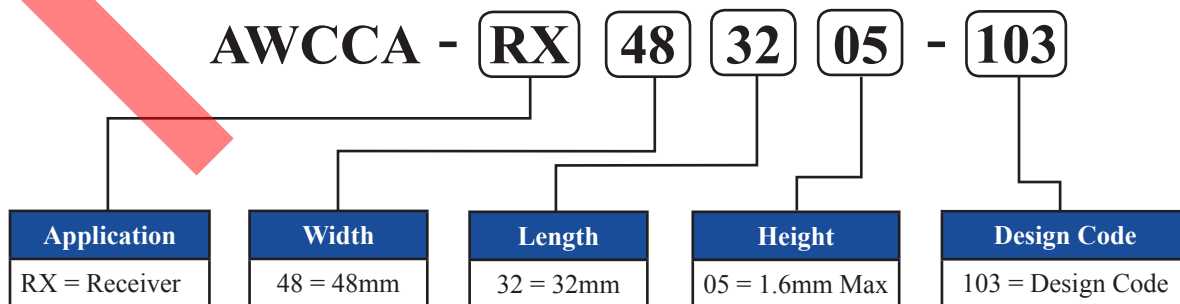 AWCCA - RX 48 32 05 - 103
Application Width Length Height Design Code
RX = Receiver 48 = 48mm 32 = 32mm 05 = 1.6mm Max 103 = Design Code